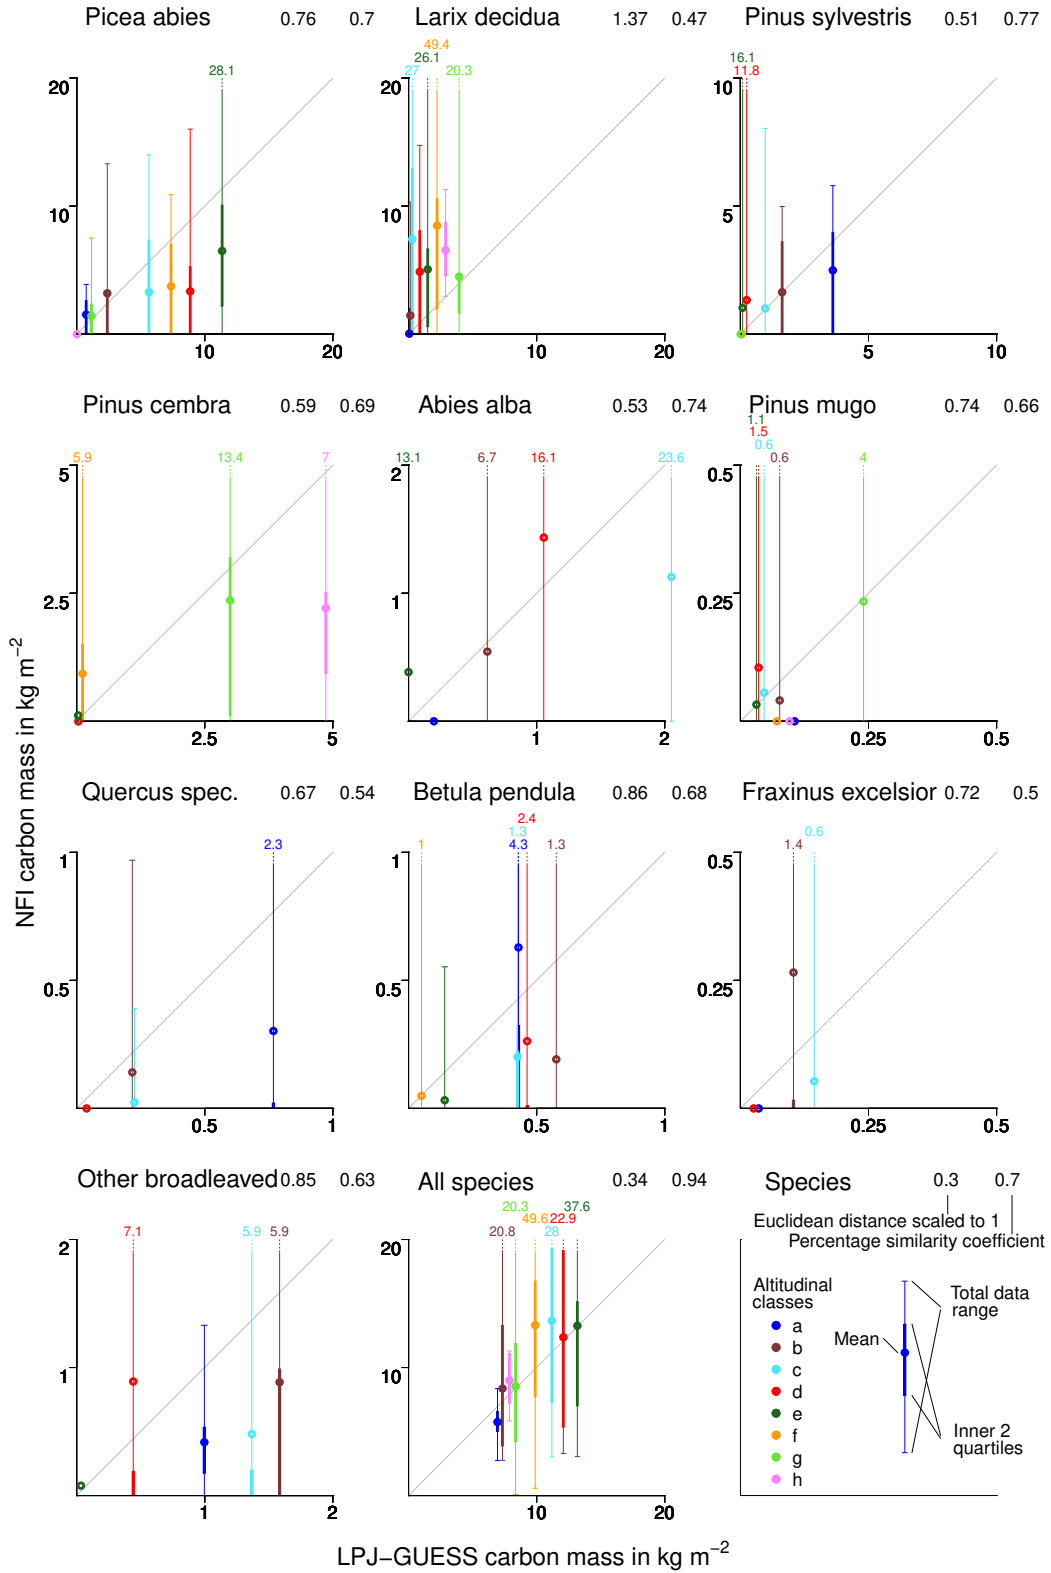 Picea abies 0.76 0.7
28.1
20
10
10 20
Larix decidua 1.37 0.47
49.4
26.1
27 20.3
20
10
10 20
Pinus sylvestris 0.51 0.77
16.1
11.8
10
5
5 10
Pinus cembra 0.59 0.69
5.9 13.4 7
5
2.5
2.5 5
Abies alba 0.53 0.74
13.1 6.7 16.1 23.6
2
1
1 2
Pinus mugo 0.74 0.66
1.1
1.5
0.6
0.6 4
0.5
0.25
0.25 0.5
Quercus spec. 0.67 0.54
2.3
1
0.5
0.5 1
Betula pendula 0.86 0.68
2.4
1.3
1 4.3 1.3
1
0.5
0.5 1
Fraxinus excelsior 0.72 0.5
0.6
1.4
0.5
0.25
0.25 0.5
Other broadleaved 0.85 0.63
7.1 5.9 5.9
2
1
1 2
All species 0.34 0.94
20.3 37.6
49.6 22.9
20.8 28
20
10
10 20
Species 0.3 0.7
Euclidean distance scaled to 1
Percentage similarity coefficient
Altitudinal
classes
a
b
c
d
e
f
g
h
Total data
range
Mean
Inner 2
quartiles
NFI carbon mass in kg m−2
LPJ−GUESS carbon mass in kg m−2